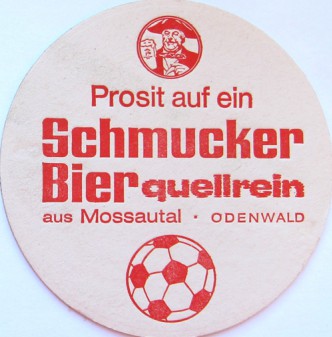 Prosit auf ein
Schmucker
Bier quellrein
aus Mossautal · ODENWALD